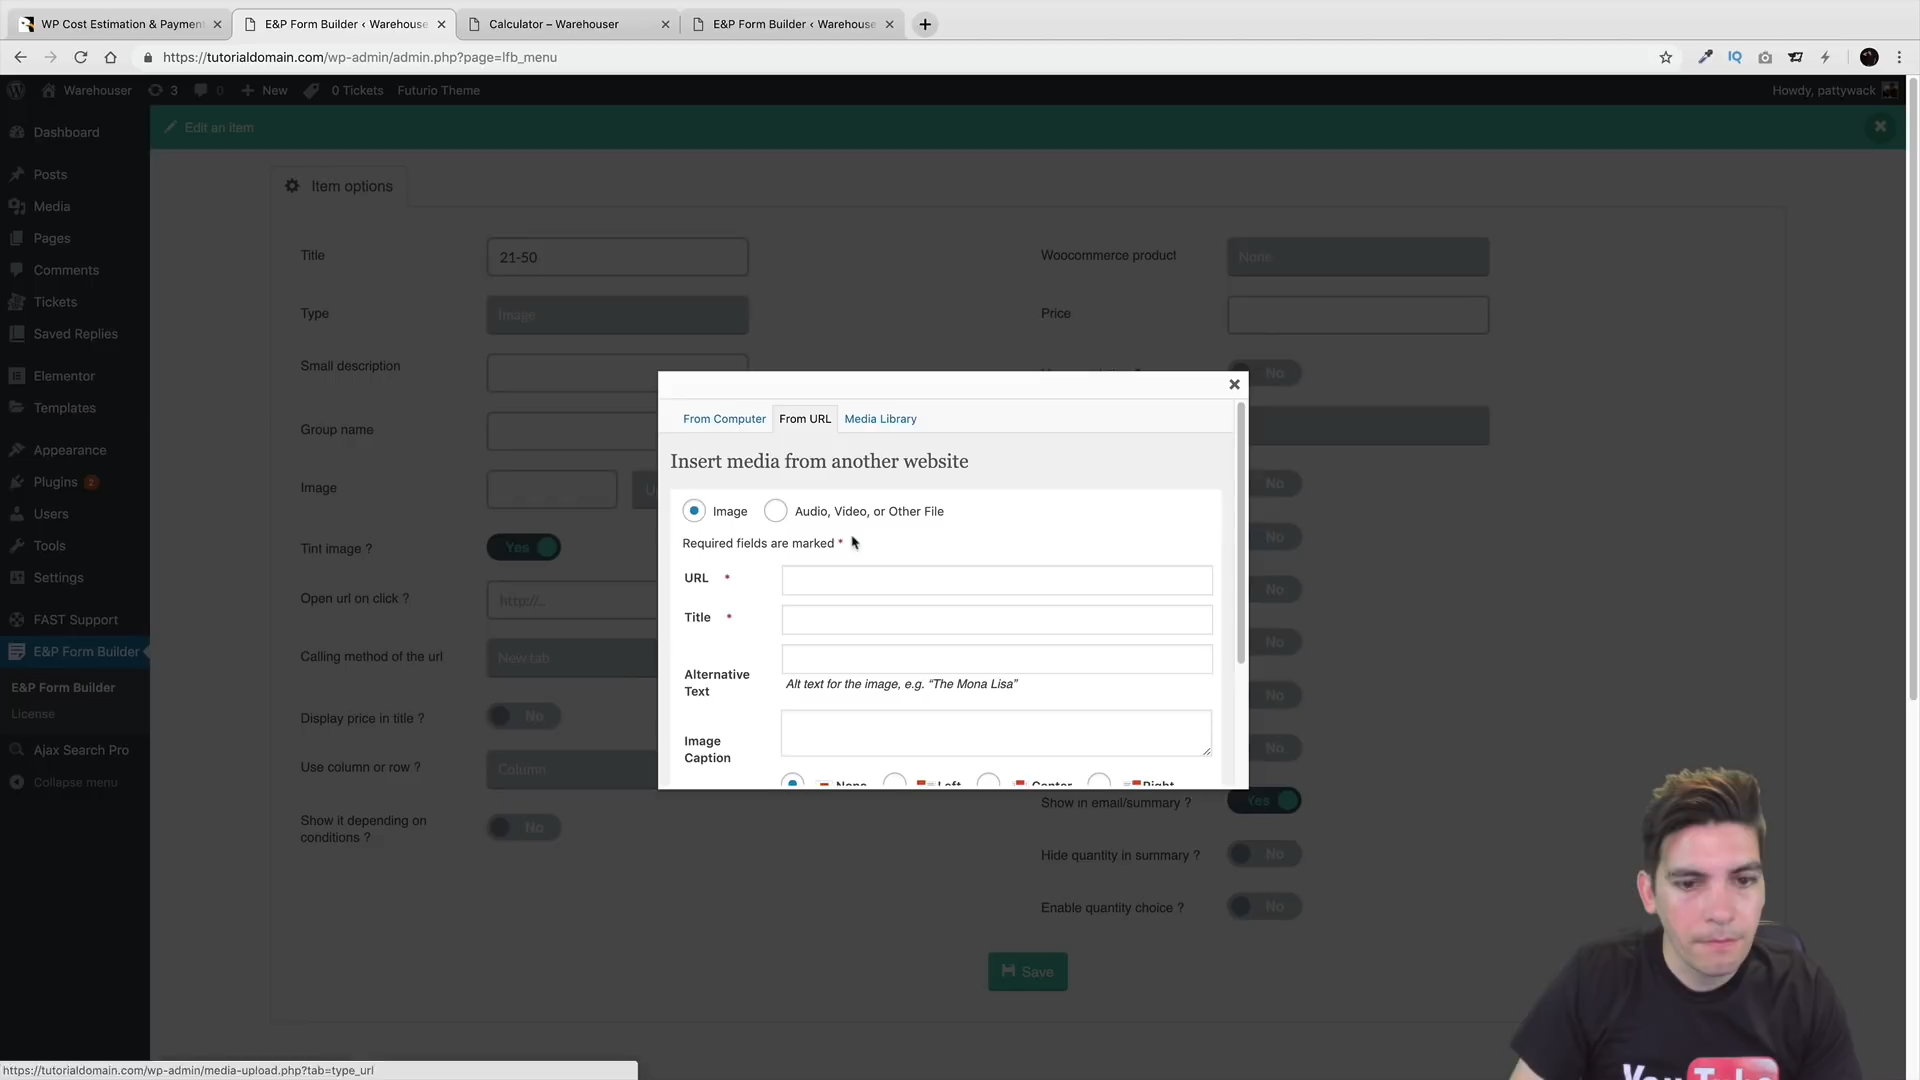 WP Cost Estimation & Payment
E&P Form Builder ‹ Warehouse
Calculator – Warehouser
E&P Form Builder ‹ Warehouse
https://tutorialdomain.com/wp-admin/admin.php?page=lfb_menu
IQ
Warehouser
3
0
New
0 Tickets
Futurio Theme
Howdy, pattywack
Dashboard
Posts
Media
Pages
Comments
Tickets
Saved Replies
Elementor
Templates
Appearance
Plugins 2
Users
Tools
Settings
FAST Support
E&P Form Builder
E&P Form Builder
License
Ajax Search Pro
Collapse menu
Edit an item
Item options
Title
21-50
Type
Image
Small description
Group name
Image
Tint image ?
Yes
Open url on click ?
http://...
Calling method of the url
New tab
Display price in title ?
No
Use column or row ?
Column
Show it depending on
conditions ?
No
Woocommerce product
None
Price
No
No
No
No
No
No
No
Show in email/summary ?
Yes
Hide quantity in summary ?
No
Enable quantity choice ?
No
Save
From Computer
From URL
Media Library
Insert media from another website
Image
Audio, Video, or Other File
Required fields are marked *
URL *
Title *
Alternative
Text
Alt text for the image, e.g. “The Mona Lisa”
Image
Caption
None
Left
Center
Right
https://tutorialdomain.com/wp-admin/media-upload.php?tab=type_url
You